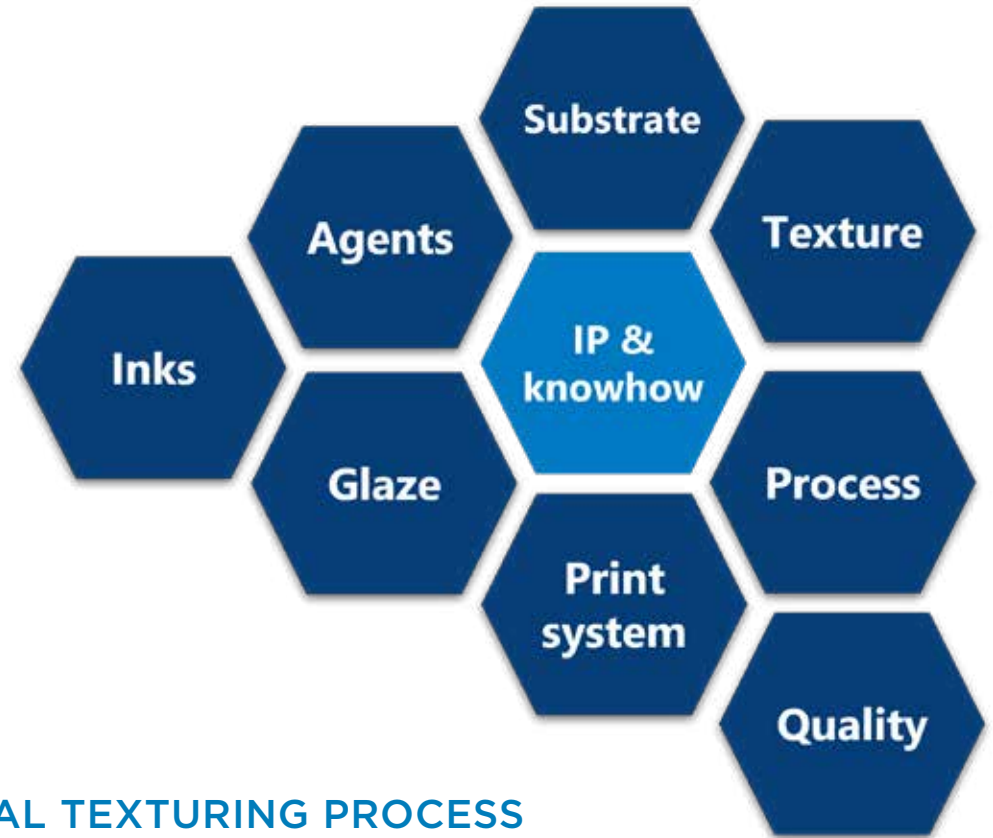 Substrate
Agents
Texture
Inks
IP &
knowhow
Glaze
Process
Print
system
Quality
AL TEXTURING PROCESS